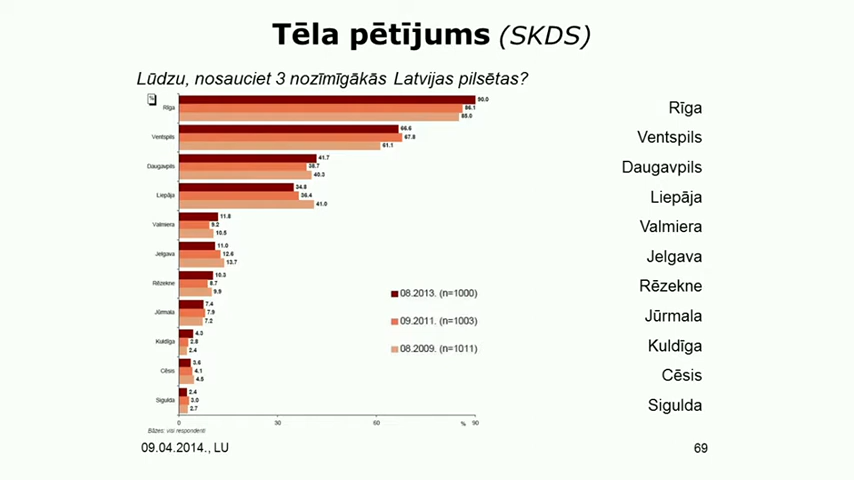 Tēla pētījums (SKDS)
Lūdzu, nosauciet 3 nozīmīgākās Latvijas pilsētas?
%
Rīga 90.0 86.1 85.0
Ventspils 66.6 67.8 61.1
Daugavpils 41.7 38.7 40.3
Liepāja 34.8 36.4 41.0
Valmiera 11.8 9.2 10.5
Jelgava 11.0 12.6 13.7
Rēzekne 10.3 8.7 9.9
Jūrmala 7.4 7.9 7.2
Kuldīga 4.3 2.8 2.4
Cēsis 3.6 4.1 4.5
Sigulda 2.4 3.0 2.7
0 30 60 % 90
Bāzes: visi respondenti
08.2013. (n=1000)
09.2011. (n=1003)
08.2009. (n=1011)
Rīga
Ventspils
Daugavpils
Liepāja
Valmiera
Jelgava
Rēzekne
Jūrmala
Kuldīga
Cēsis
Sigulda
09.04.2014., LU
69